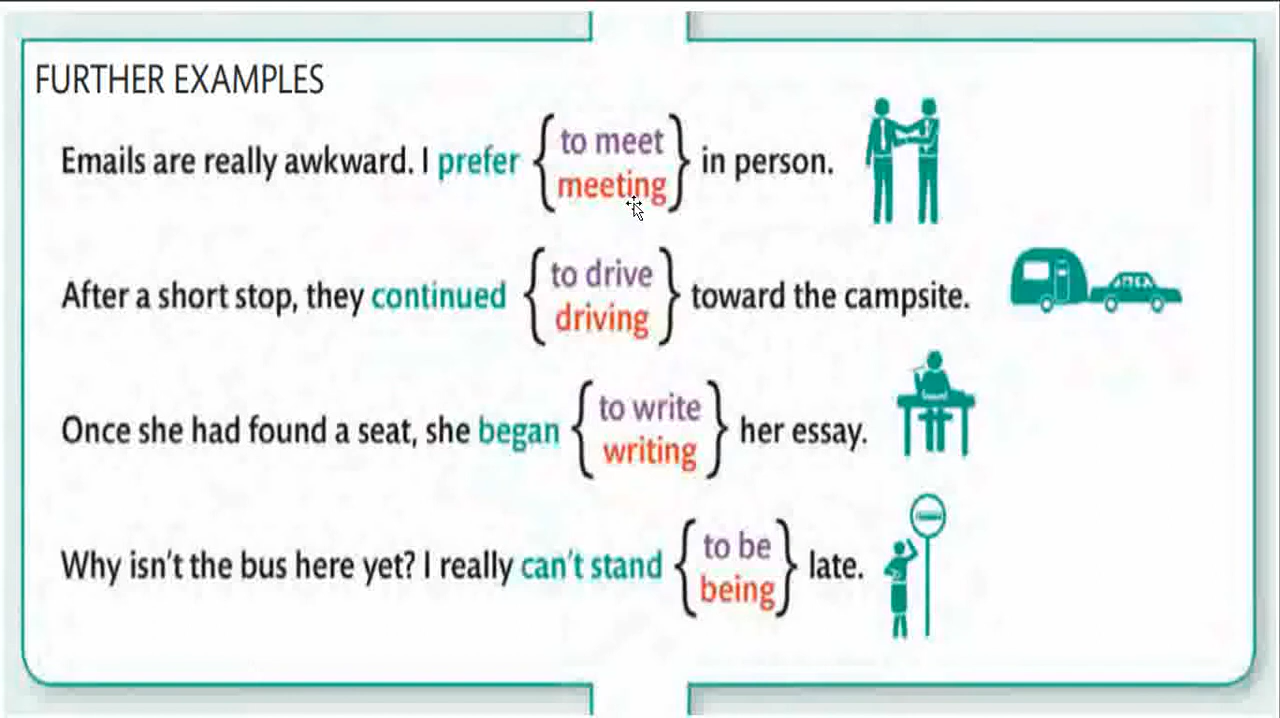 FURTHER EXAMPLES
to meet
Emails are really awkward. I prefer { } in person.
meeting
to drive
After a short stop, they continued { } toward the campsite.
driving
to write
Once she had found a seat, she began { } her essay.
writing
to be
Why isn't the bus here yet? I really can't stand { } late.
being